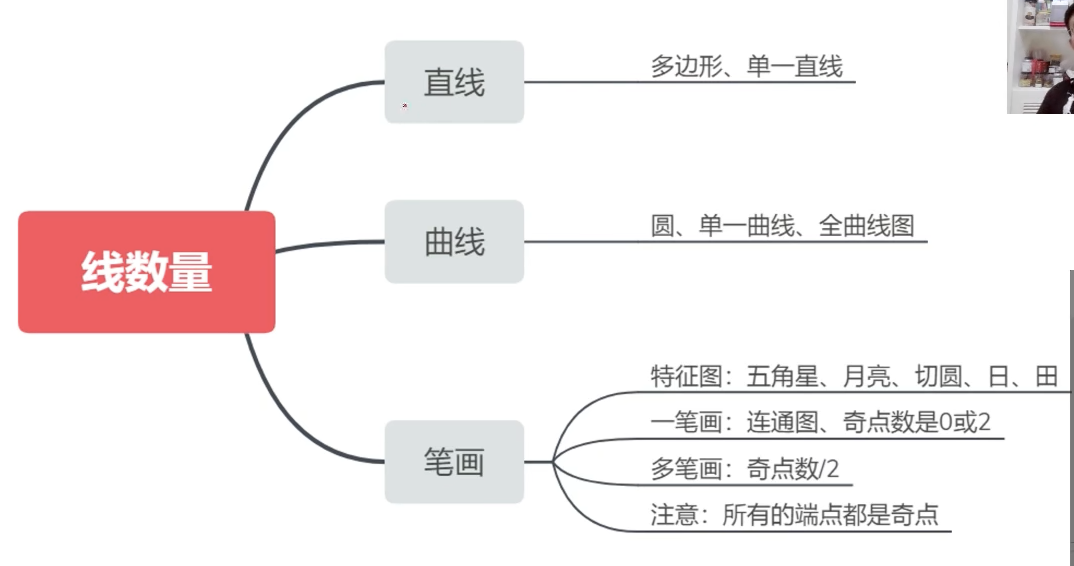 直线
多边形、单一直线
线数量
曲线
圆、单一曲线、全曲线图
笔画
特征图：五角星、月亮、切圆、日、田
一笔画：连通图、奇点数是0或2
多笔画：奇点数/2
注意：所有的端点都是奇点